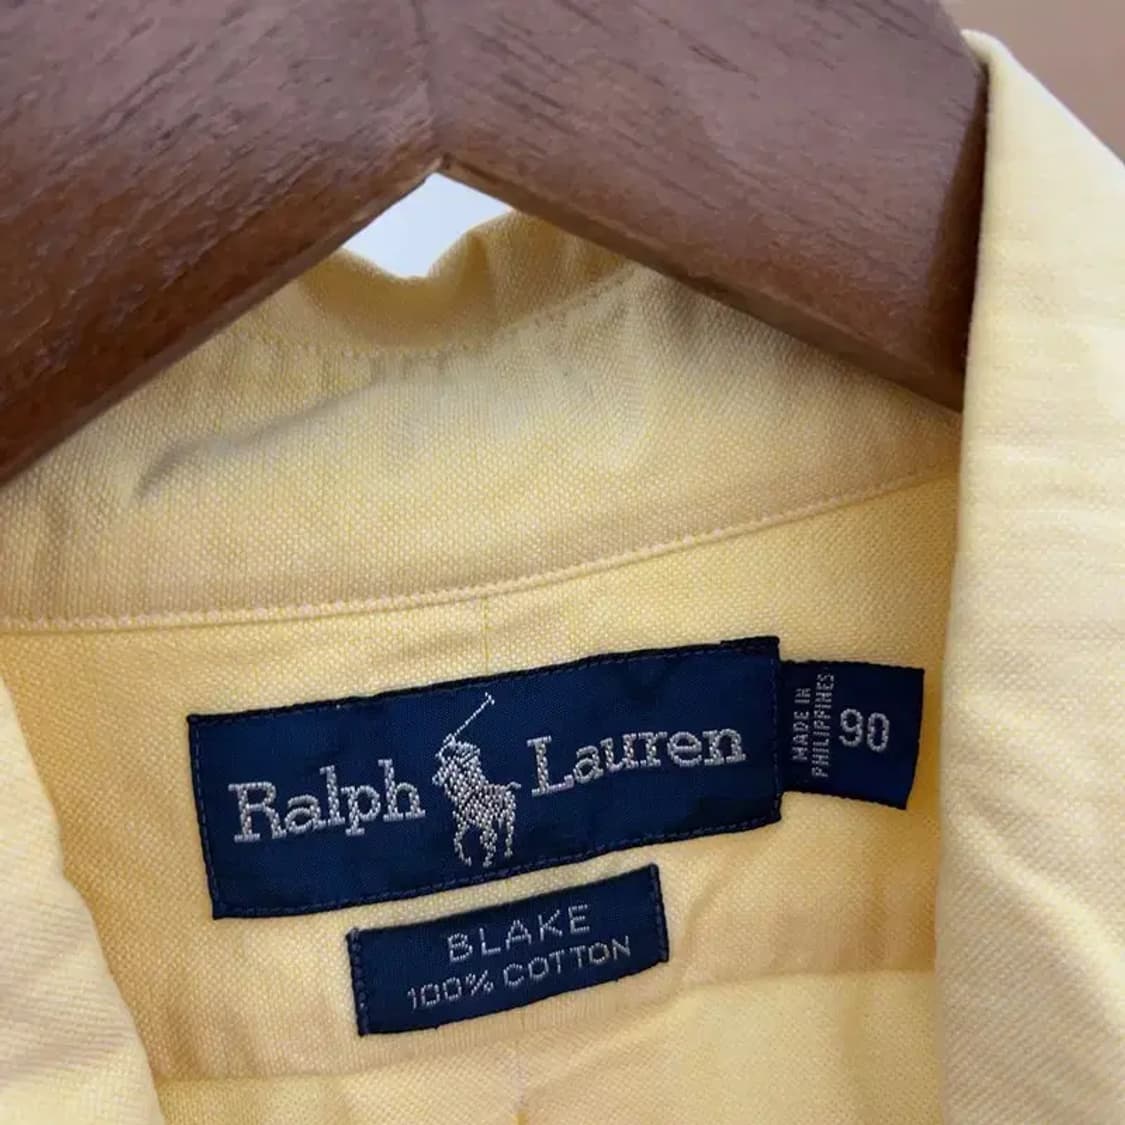 Ralph Lauren
MADE IN
PHILIPPINES
90
BLAKE
100% COTTON